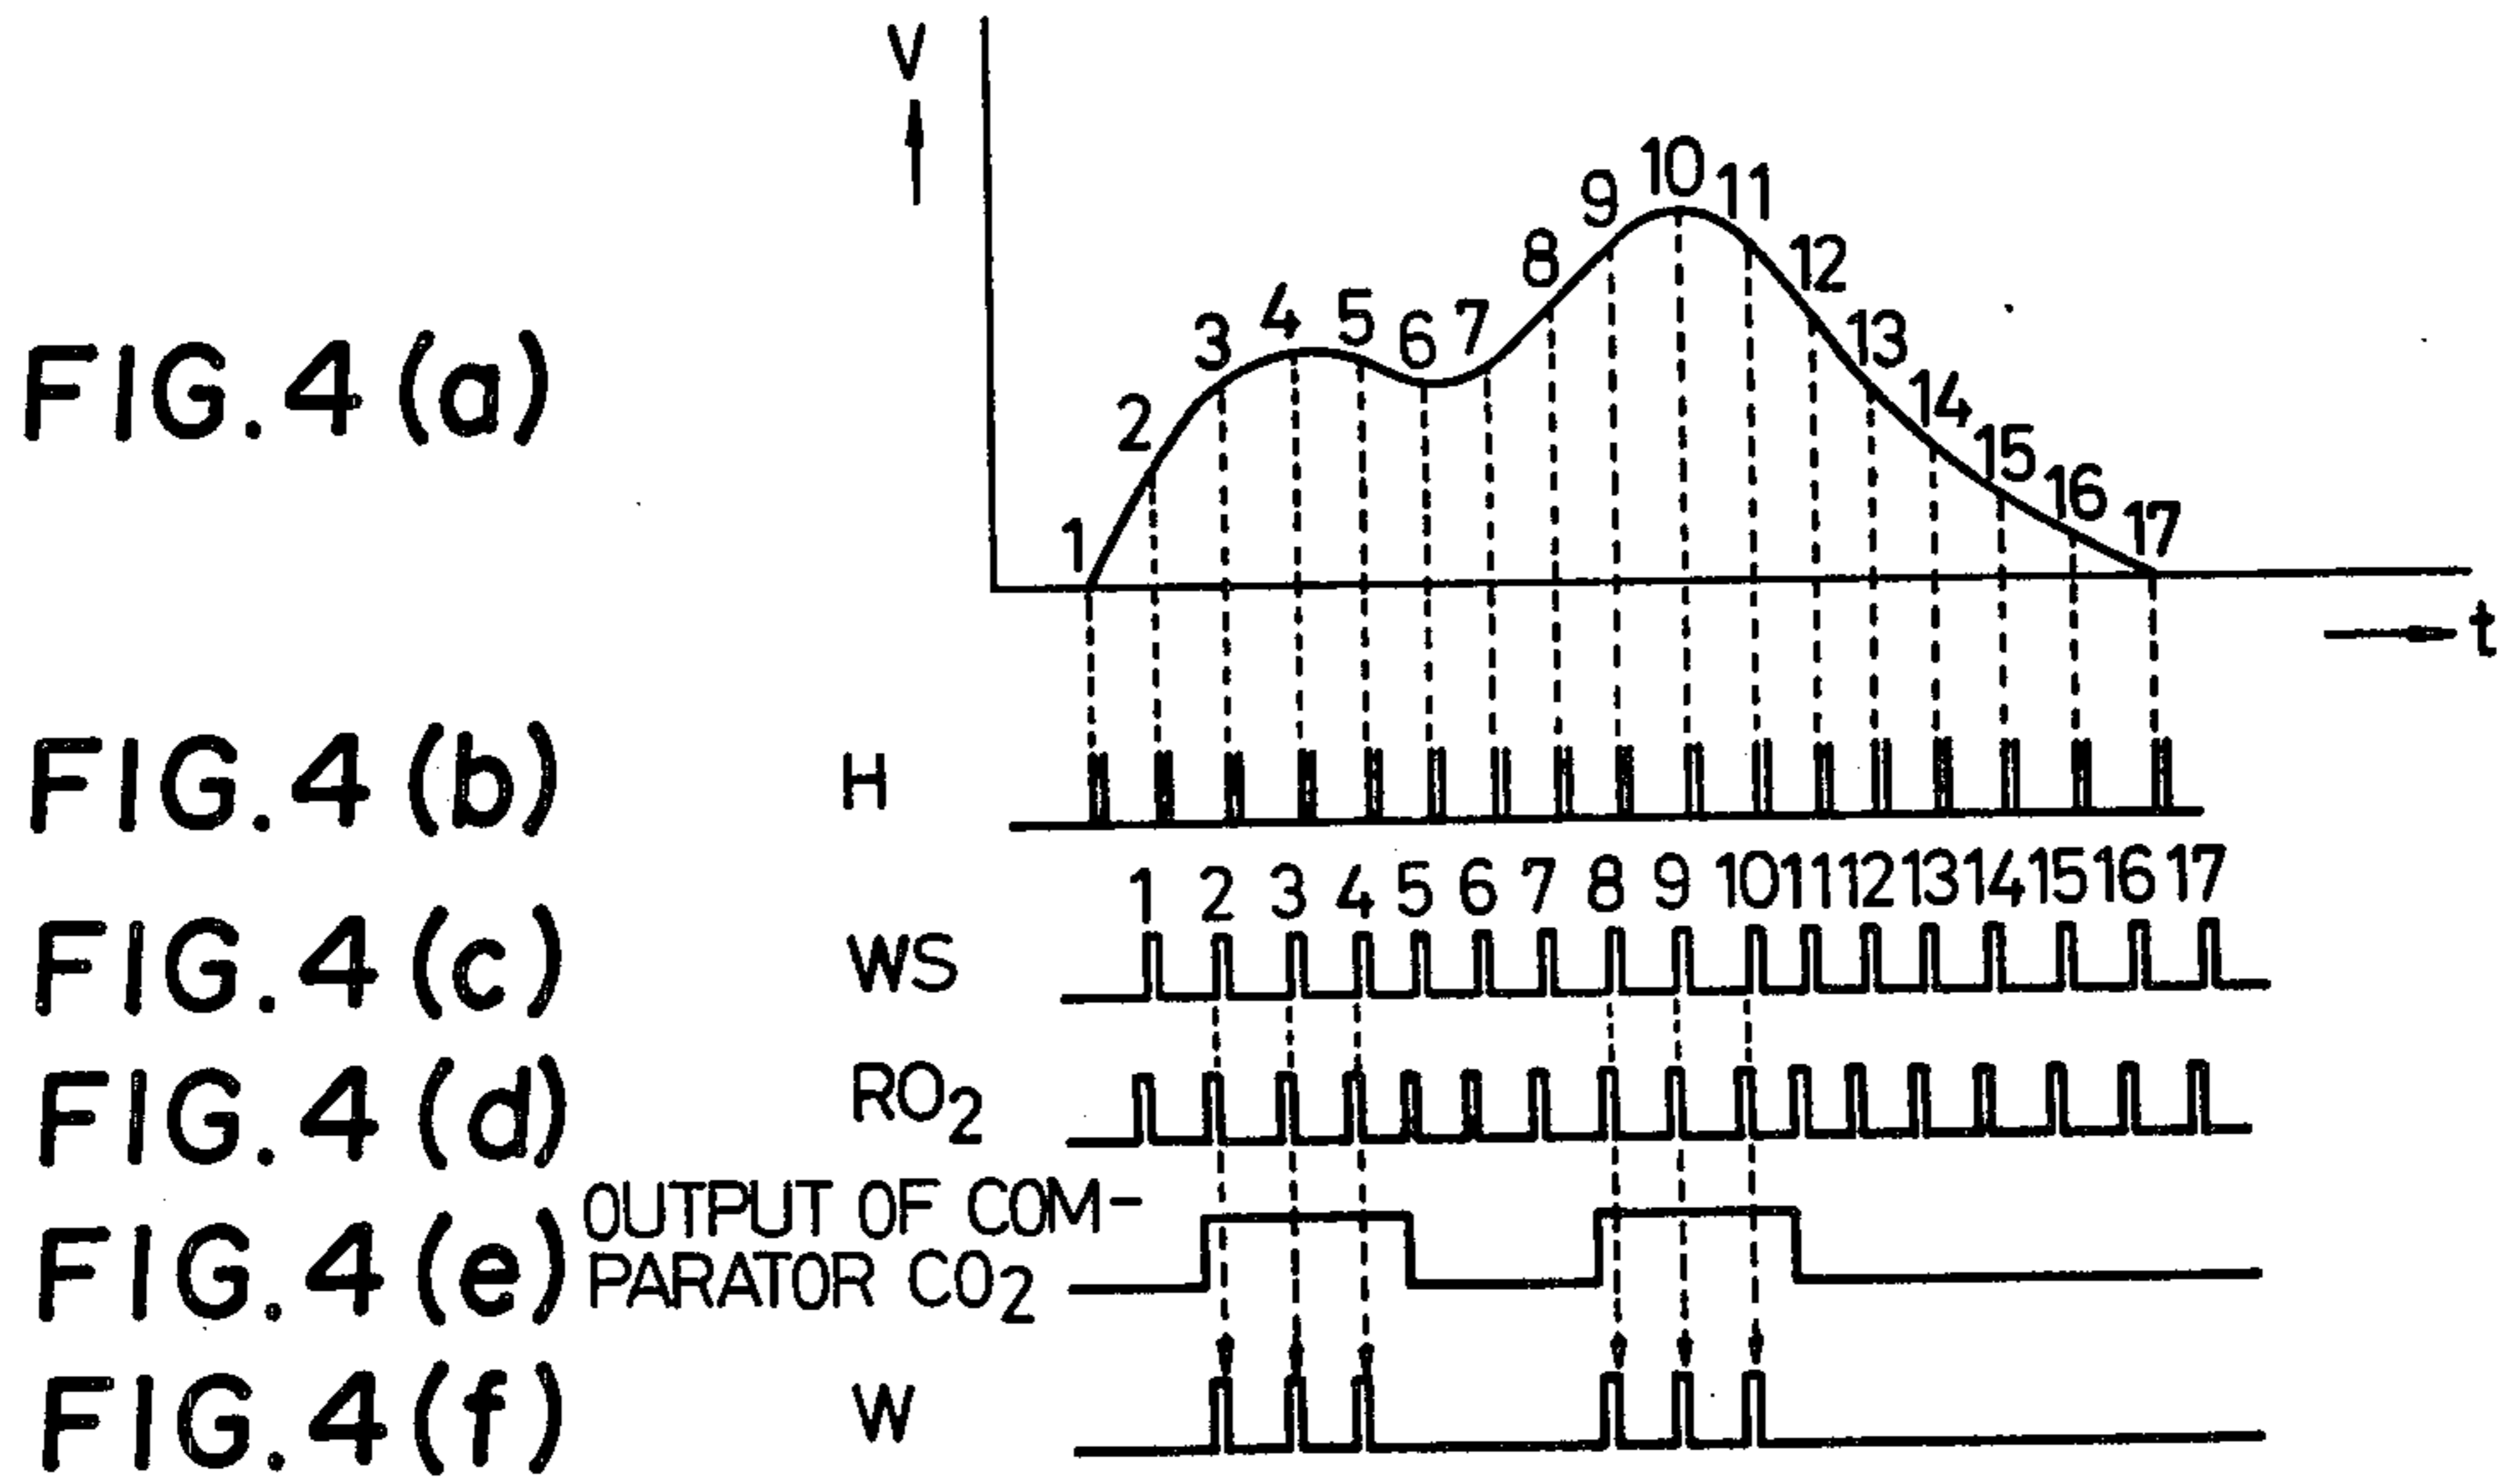 V
10
9 11
8 12
4 5 7 13
3 6
FIG.4(a)
2 14
15
16
1 17
t
FIG.4(b) H
1 2 3 4 5 6 7 8 9 10 11 12 13 14 15 16 17
FIG.4(c) WS
FIG.4(d) RO2
OUTPUT OF COM-
FIG.4(e) PARATOR CO2
FIG.4(f) W